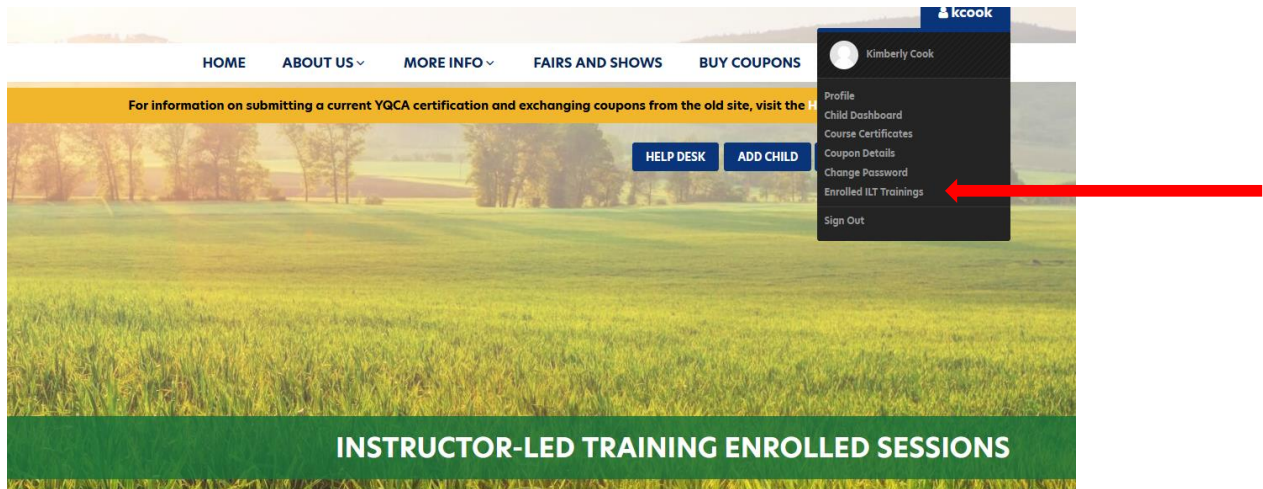 kcook
HOME ABOUT US MORE INFO FAIRS AND SHOWS BUY COUPONS
Kimberly Cook
For information on submitting a current YQCA certification and exchanging coupons from the old site, visit the H
Profile
Child Dashboard
Course Certificates
Coupon Details
Change Password
Enrolled ILT Trainings
Sign Out
HELP DESK ADD CHILD
INSTRUCTOR-LED TRAINING ENROLLED SESSIONS